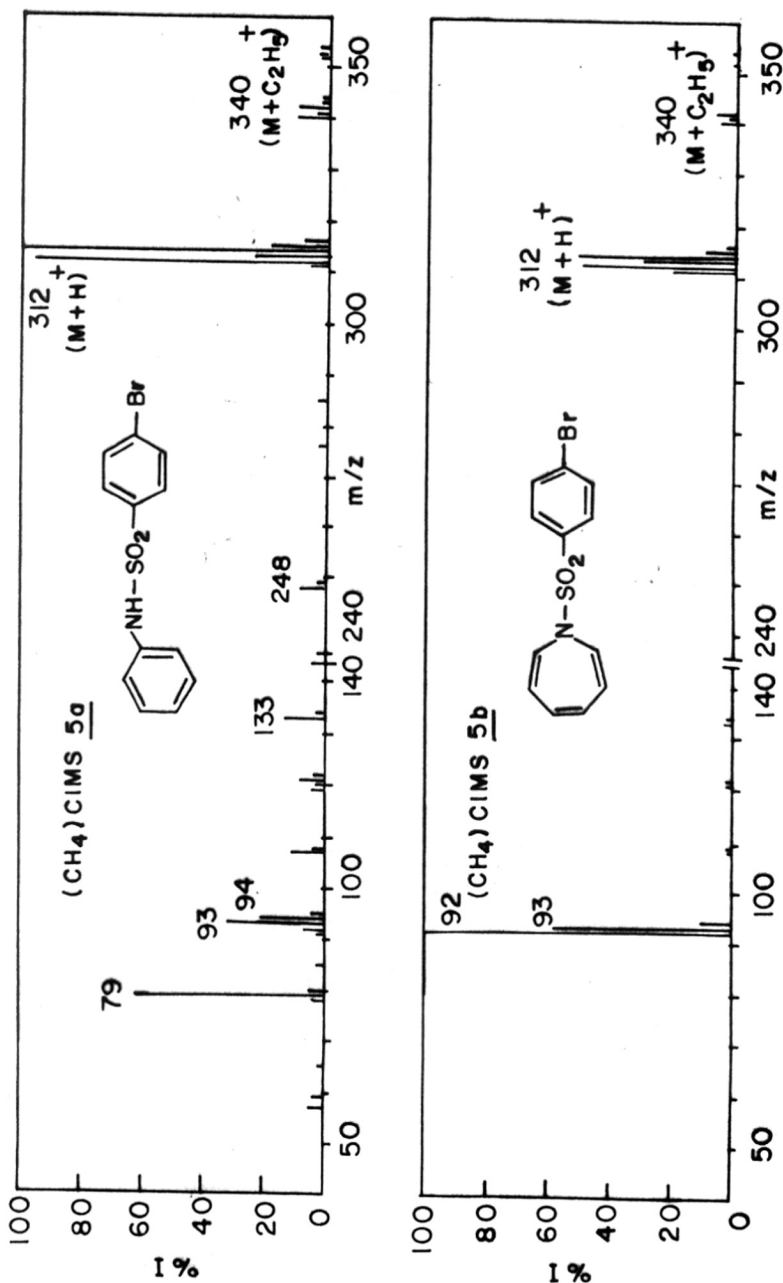 (CH4) CIMS 5a
312 +
(M+H)
340 +
(M+C2H5)
NH-SO2
Br
248
133
94
93
79
100
80
60
40
20
0
% I
50
100
140
240
m/z
300
350
(CH4) CIMS 5b
92
93
312 +
(M+H)
340 +
(M+C2H5)
N-SO2
Br
100
80
60
40
20
0
% I
50
100
140
240
m/z
300
350